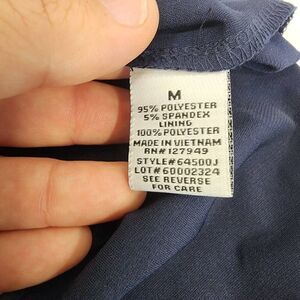 M
95% POLYESTER
5% SPANDEX
LINING
100% POLYESTER
MADE IN VIETNAM
RN#127949
STYLE#64500J
LOT#60002324
SEE REVERSE
FOR CARE